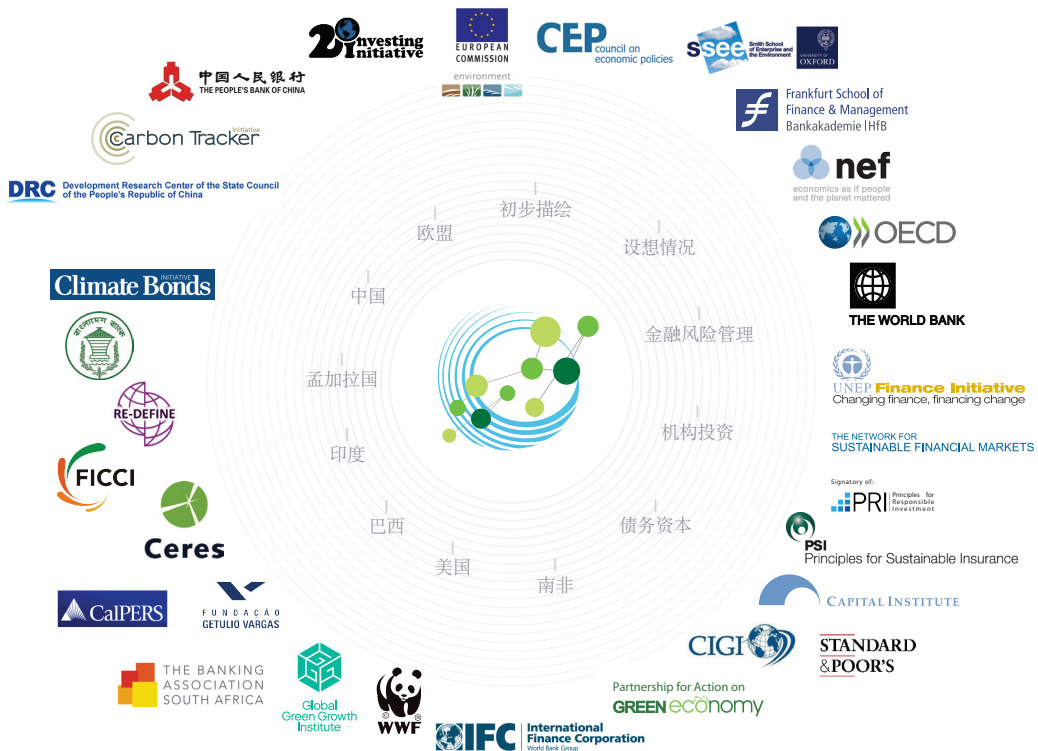 2° investing
initiative
EUROPEAN
COMMISSION
environment
CEP council on
economic policies
ssee Smith School
of Enterprise and
the Environment
UNIVERSITY OF
OXFORD
中国人民银行
THE PEOPLE'S BANK OF CHINA
Frankfurt School of
Finance & Management
Bankakademie | HfB
Carbon Tracker
Initiative
nef
economics as if people
and the planet mattered
DRC Development Research Center of the State Council
of the People's Republic of China
初步描绘
欧盟
设想情况
OECD
Climate Bonds
INITIATIVE
中国
THE WORLD BANK
金融风险管理
孟加拉国
UNEP Finance Initiative
Changing finance, financing change
RE-DEFINE
机构投资
THE NETWORK FOR
SUSTAINABLE FINANCIAL MARKETS
印度
FICCI
Signatory of:
PRI Principles for
Responsible
Investment
Ceres
巴西
债务资本
PSI
Principles for Sustainable Insurance
美国
南非
CalPERS
FUNDAÇÃO
GETULIO VARGAS
CAPITAL INSTITUTE
CIGI
STANDARD
&POOR'S
THE BANKING
ASSOCIATION
SOUTH AFRICA
Global
Green Growth
Institute
WWF
Partnership for Action on
GREEN economy
IFC International
Finance Corporation
World Bank Group